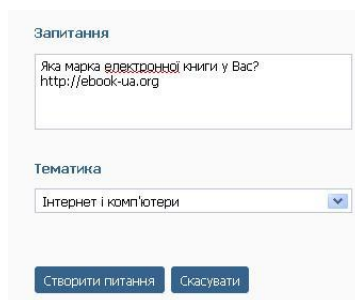 Запитання
Яка марка електронної книги у Вас?
http://ebook-ua.org
Тематика
Інтернет і комп'ютери
Створити питання Скасувати